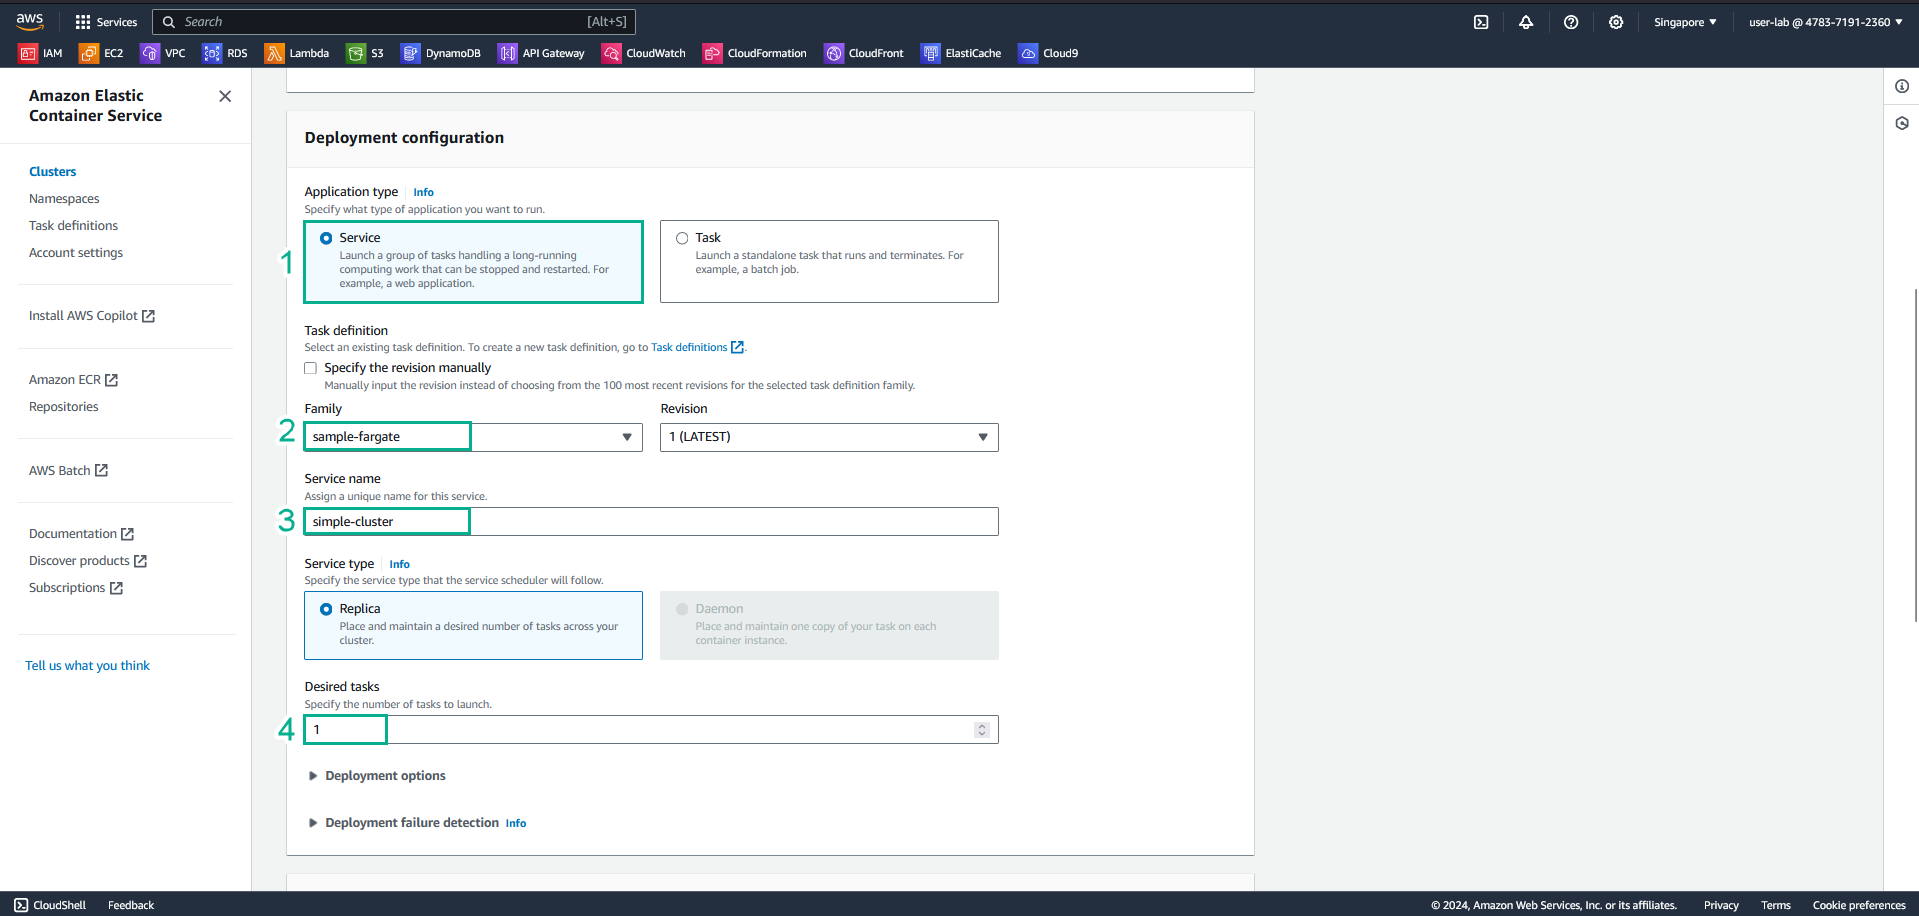 aws
Services
Search
[Alt+S]
Singapore ▼
user-lab @ 4783-7191-2360 ▼
IAM
EC2
VPC
RDS
Lambda
S3
DynamoDB
API Gateway
CloudWatch
CloudFormation
CloudFront
ElastiCache
Cloud9
Amazon Elastic
Container Service
Clusters
Namespaces
Task definitions
Account settings
Install AWS Copilot
Amazon ECR
Repositories
AWS Batch
Documentation
Discover products
Subscriptions
Tell us what you think
Deployment configuration
Application type
Info
Specify what type of application you want to run.
1
Service
Launch a group of tasks handling a long-running
computing work that can be stopped and restarted. For
example, a web application.
Task
Launch a standalone task that runs and terminates. For
example, a batch job.
Task definition
Select an existing task definition. To create a new task definition, go to Task definitions .
Specify the revision manually
Manually input the revision instead of choosing from the 100 most recent revisions for the selected task definition family.
Family
2
sample-fargate
Revision
1 (LATEST)
Service name
Assign a unique name for this service.
3
simple-cluster
Service type
Info
Specify the service type that the service scheduler will follow.
Replica
Place and maintain a desired number of tasks across your
cluster.
Daemon
Place and maintain one copy of your task on each
container instance.
Desired tasks
Specify the number of tasks to launch.
4
1
Deployment options
Deployment failure detection
Info
CloudShell
Feedback
© 2024, Amazon Web Services, Inc. or its affiliates.
Privacy
Terms
Cookie preferences